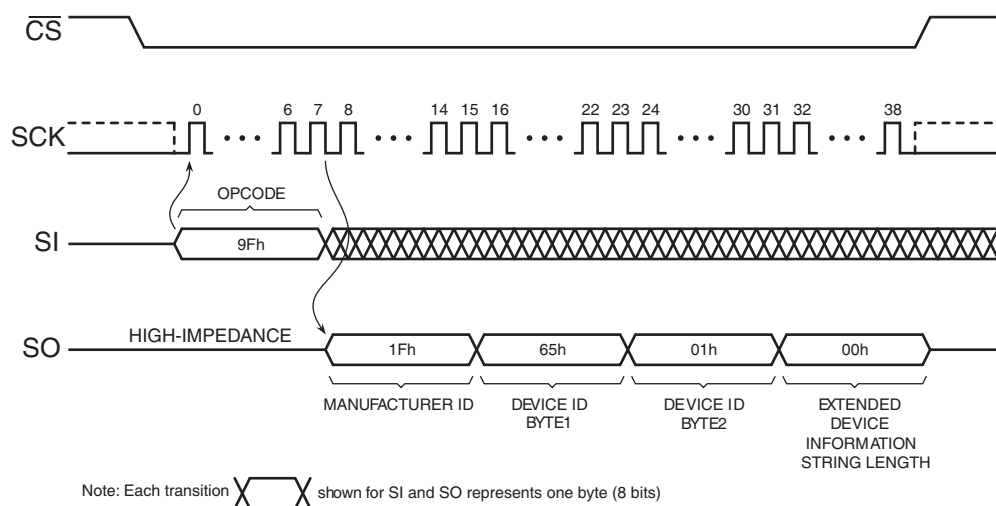 CS
SCK
0 6 7 8 14 15 16 22 23 24 30 31 32 38
OPCODE
SI
9Fh
SO
HIGH-IMPEDANCE
1Fh 65h 01h 00h
MANUFACTURER ID
DEVICE ID
BYTE1
DEVICE ID
BYTE2
EXTENDED
DEVICE
INFORMATION
STRING LENGTH
Note: Each transition shown for SI and SO represents one byte (8 bits)